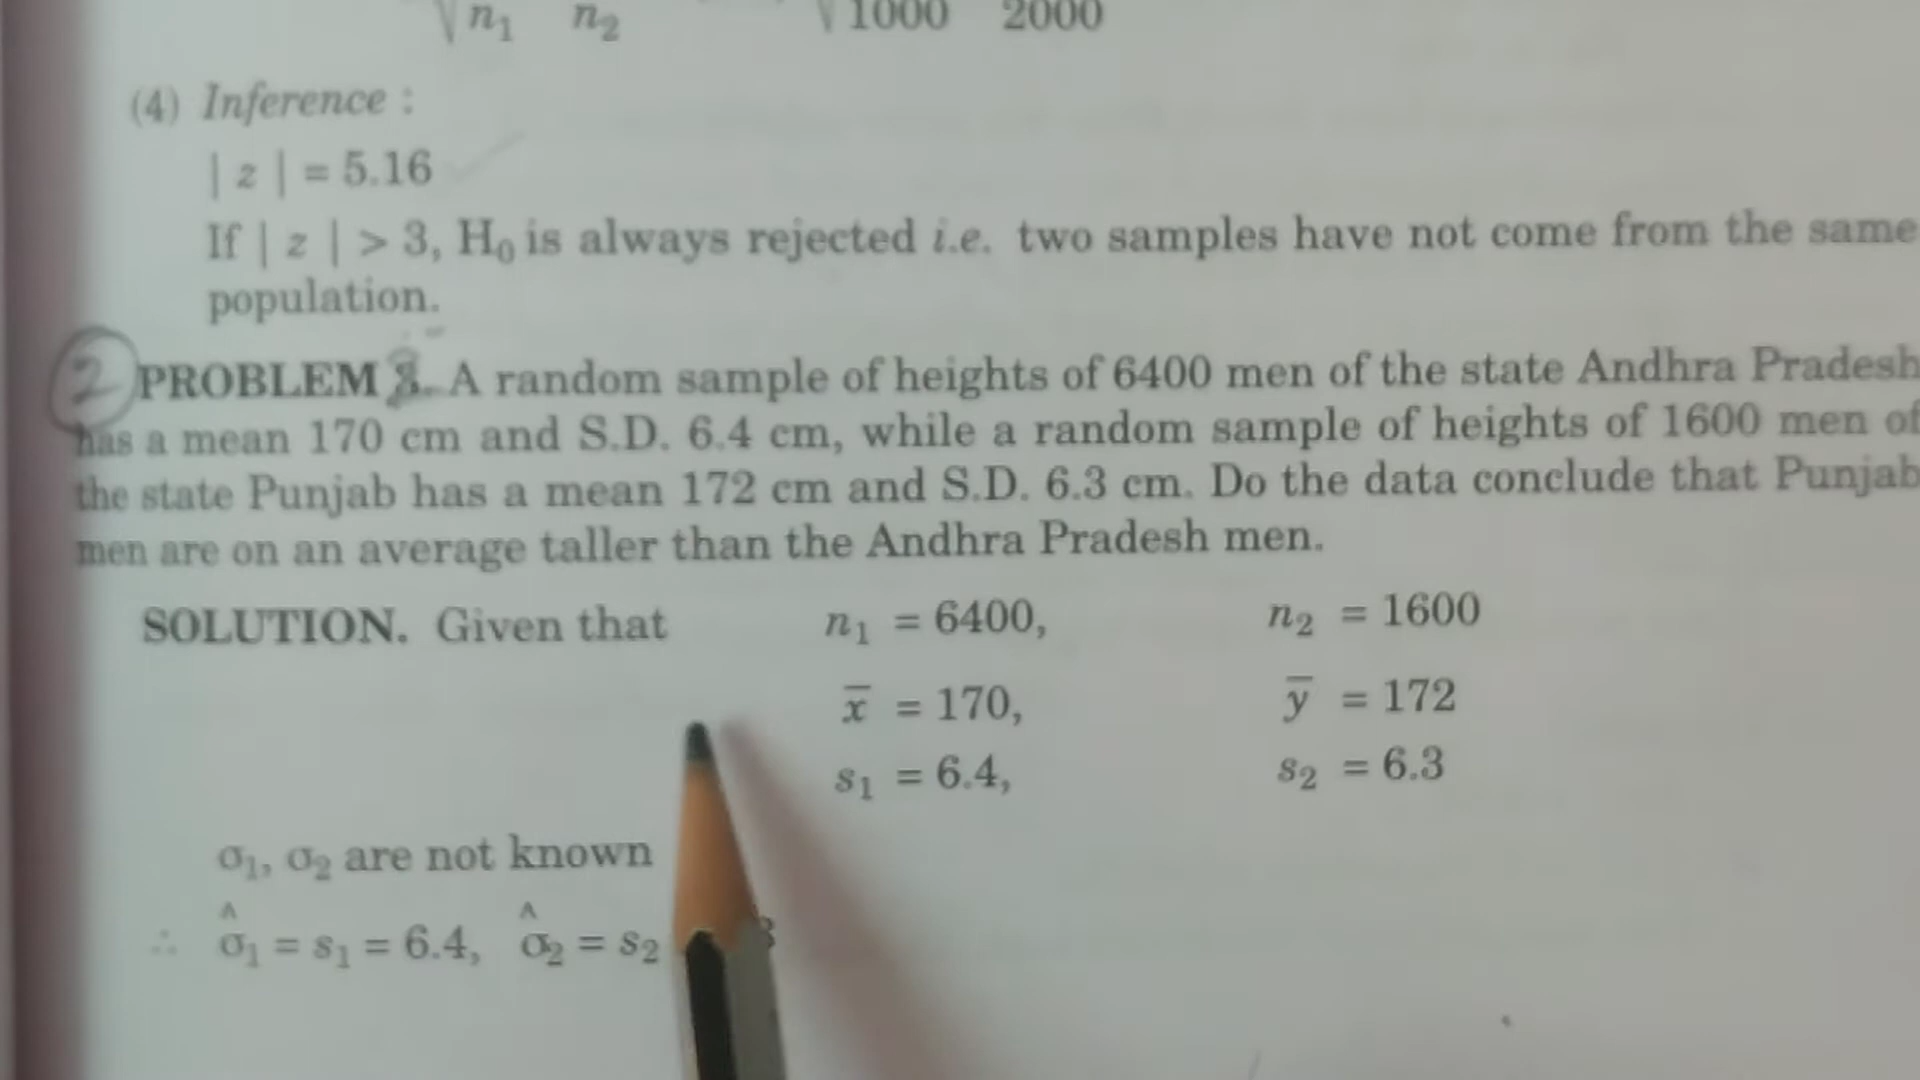 √n1 n2 √1000 2000
(4) Inference :
| z | = 5.16
If | z | > 3, H0 is always rejected i.e. two samples have not come from the same
population.
2 PROBLEM 8. A random sample of heights of 6400 men of the state Andhra Pradesh
has a mean 170 cm and S.D. 6.4 cm, while a random sample of heights of 1600 men of
the state Punjab has a mean 172 cm and S.D. 6.3 cm. Do the data conclude that Punjab
men are on an average taller than the Andhra Pradesh men.
SOLUTION. Given that n1 = 6400, n2 = 1600
x̅ = 170, y̅ = 172
s1 = 6.4, s2 = 6.3
σ1, σ2 are not known
∴ σ̂1 = s1 = 6.4, σ̂2 = s2 3